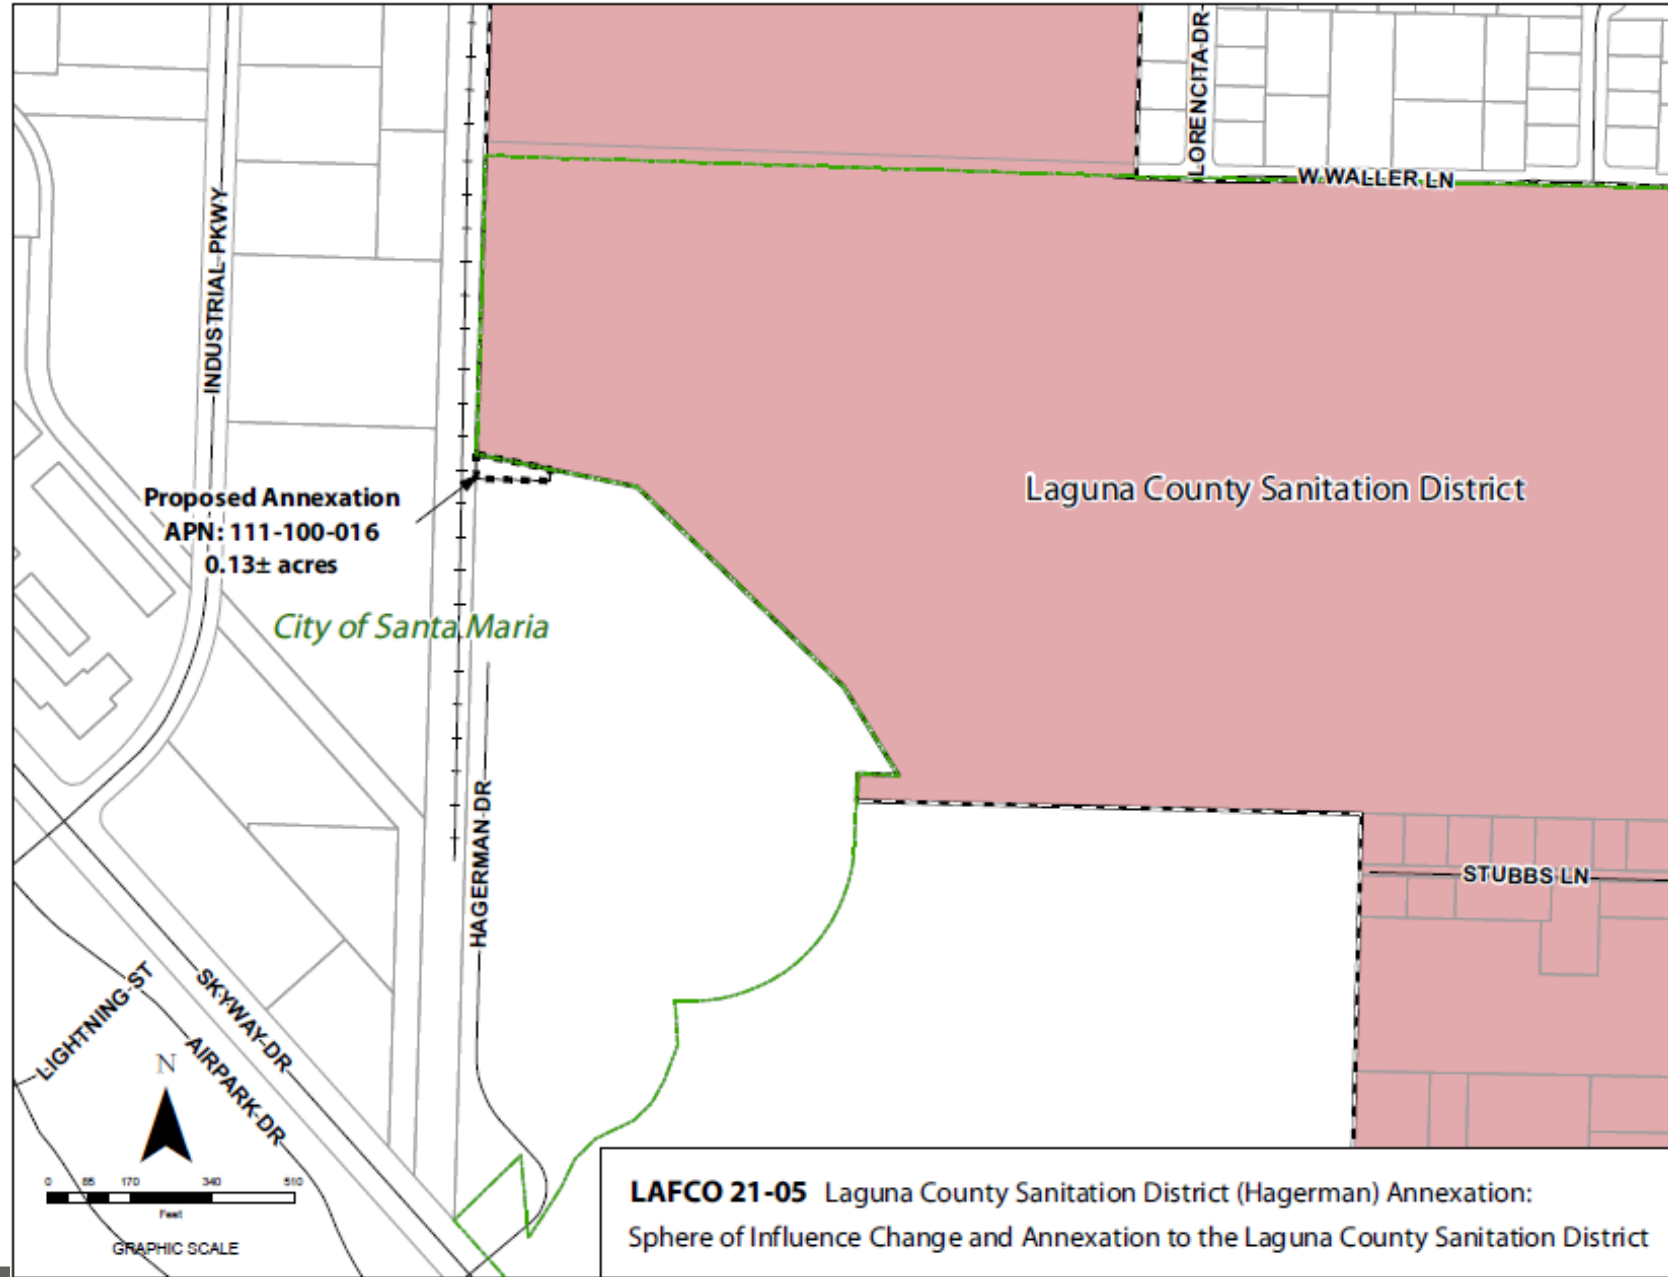 LORENCITA DR
W WALLER LN
INDUSTRIAL PKWY
Laguna County Sanitation District
Proposed Annexation
APN: 111-100-016
0.13± acres
City of Santa Maria
HAGERMAN DR
STUBBS LN
LIGHTNING ST
SKYWAY DR
AIRPARK DR
N
0 85 170 340 510
Feet
GRAPHIC SCALE
LAFCO 21-05 Laguna County Sanitation District (Hagerman) Annexation:
Sphere of Influence Change and Annexation to the Laguna County Sanitation District